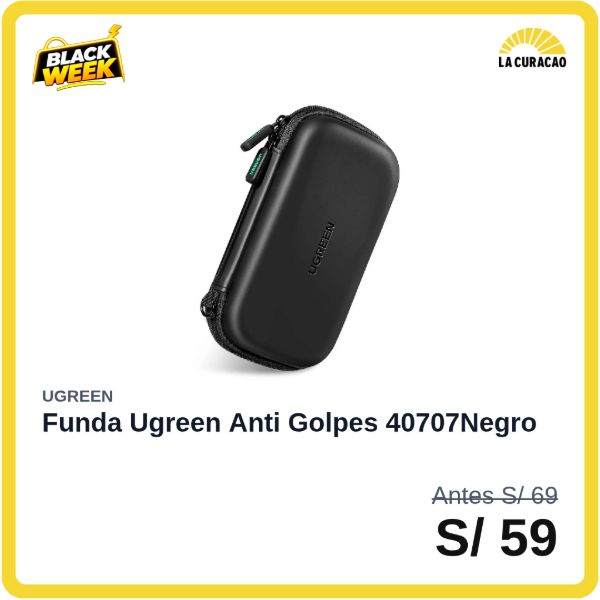 BLACK
WEEK
LA CURACAO
UGREEN
UGREEN
Funda Ugreen Anti Golpes 40707Negro
Antes S/ 69
S/ 59